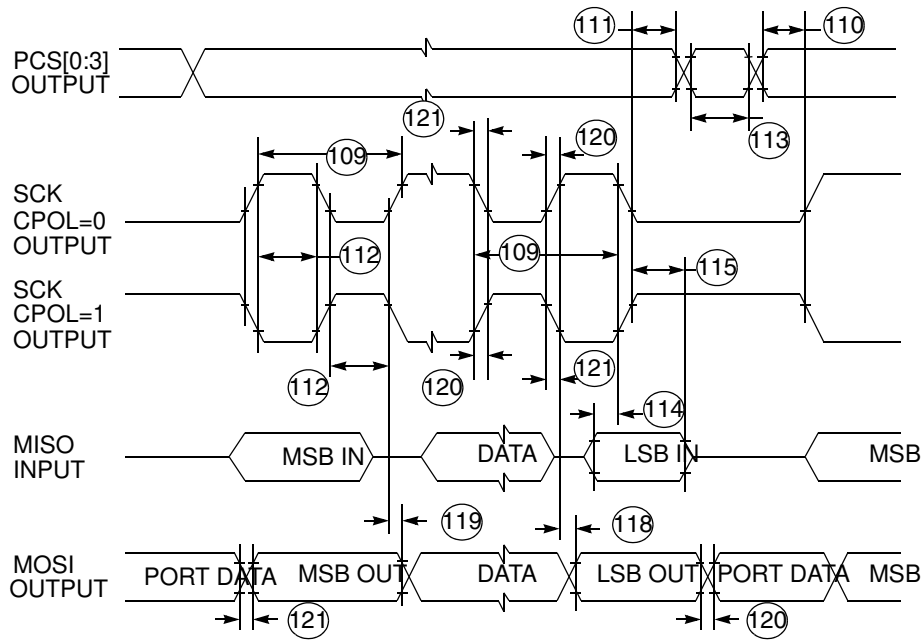 111
110
PCS[0:3]
OUTPUT
121
120
113
109
SCK
CPOL=0
OUTPUT
112
109
115
SCK
CPOL=1
OUTPUT
112
120
121
114
MISO
INPUT
MSB IN
DATA
LSB IN
MSB
119
118
MOSI
OUTPUT
PORT DATA
MSB OUT
DATA
LSB OUT
PORT DATA
MSB
121
120